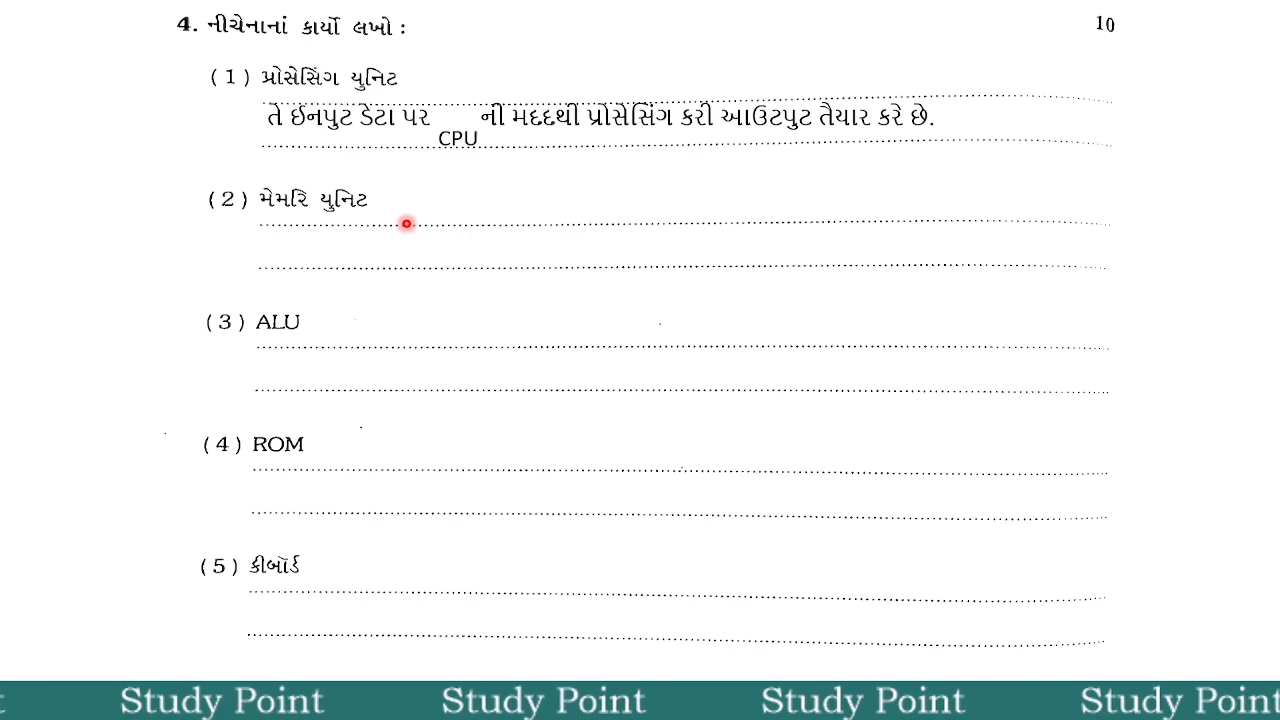 4. નીચેનાનાં કાર્યો લખો : 10
( 1 ) પ્રોસેસિંગ યુનિટ
તે ઈનપુટ ડેટા પર CPU ની મદદથી પ્રોસેસિંગ કરી આઉટપુટ તૈયાર કરે છે.
( 2 ) મેમરિ યુનિટ
( 3 ) ALU
( 4 ) ROM
( 5 ) કીબૉર્ડ
t Study Point Study Point Study Point Study Point